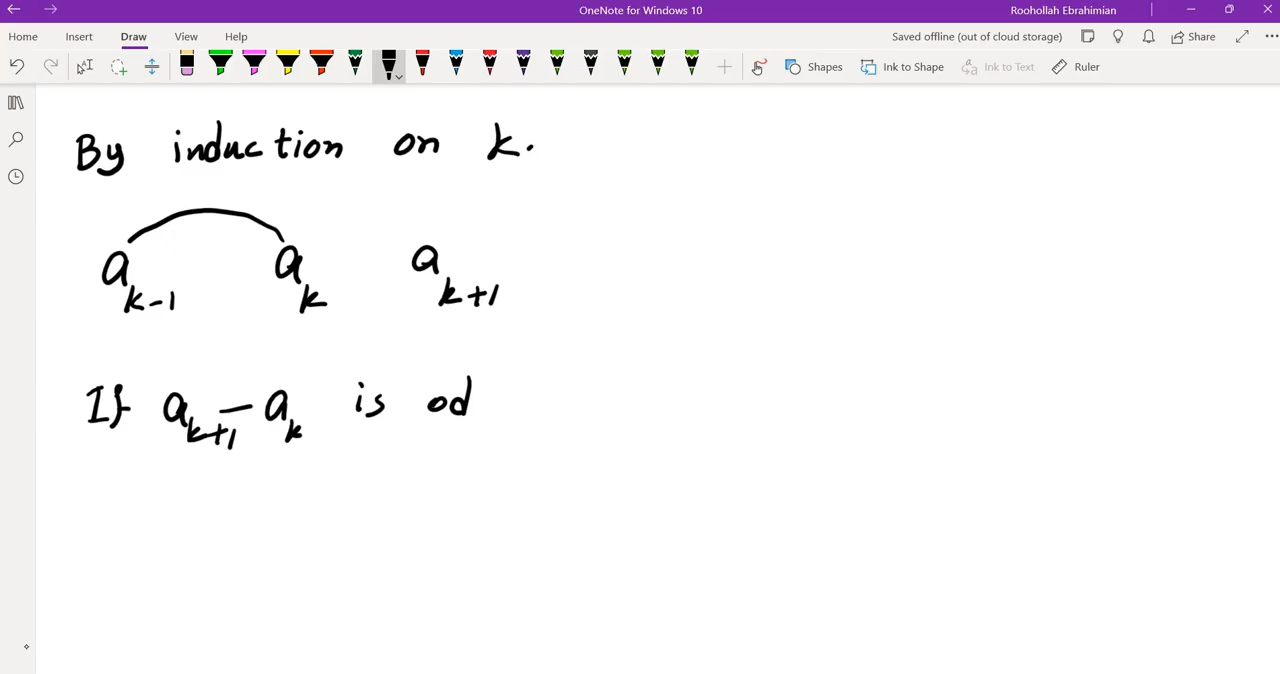 OneNote for Windows 10
Roohollah Ebrahimian
Home Insert Draw View Help
Saved offline (out of cloud storage)
Share
Shapes
Ink to Shape
Ink to Text
Ruler
By induction on k.
a_{k-1} a_k a_{k+1}
If a_{k+1} - a_k is od